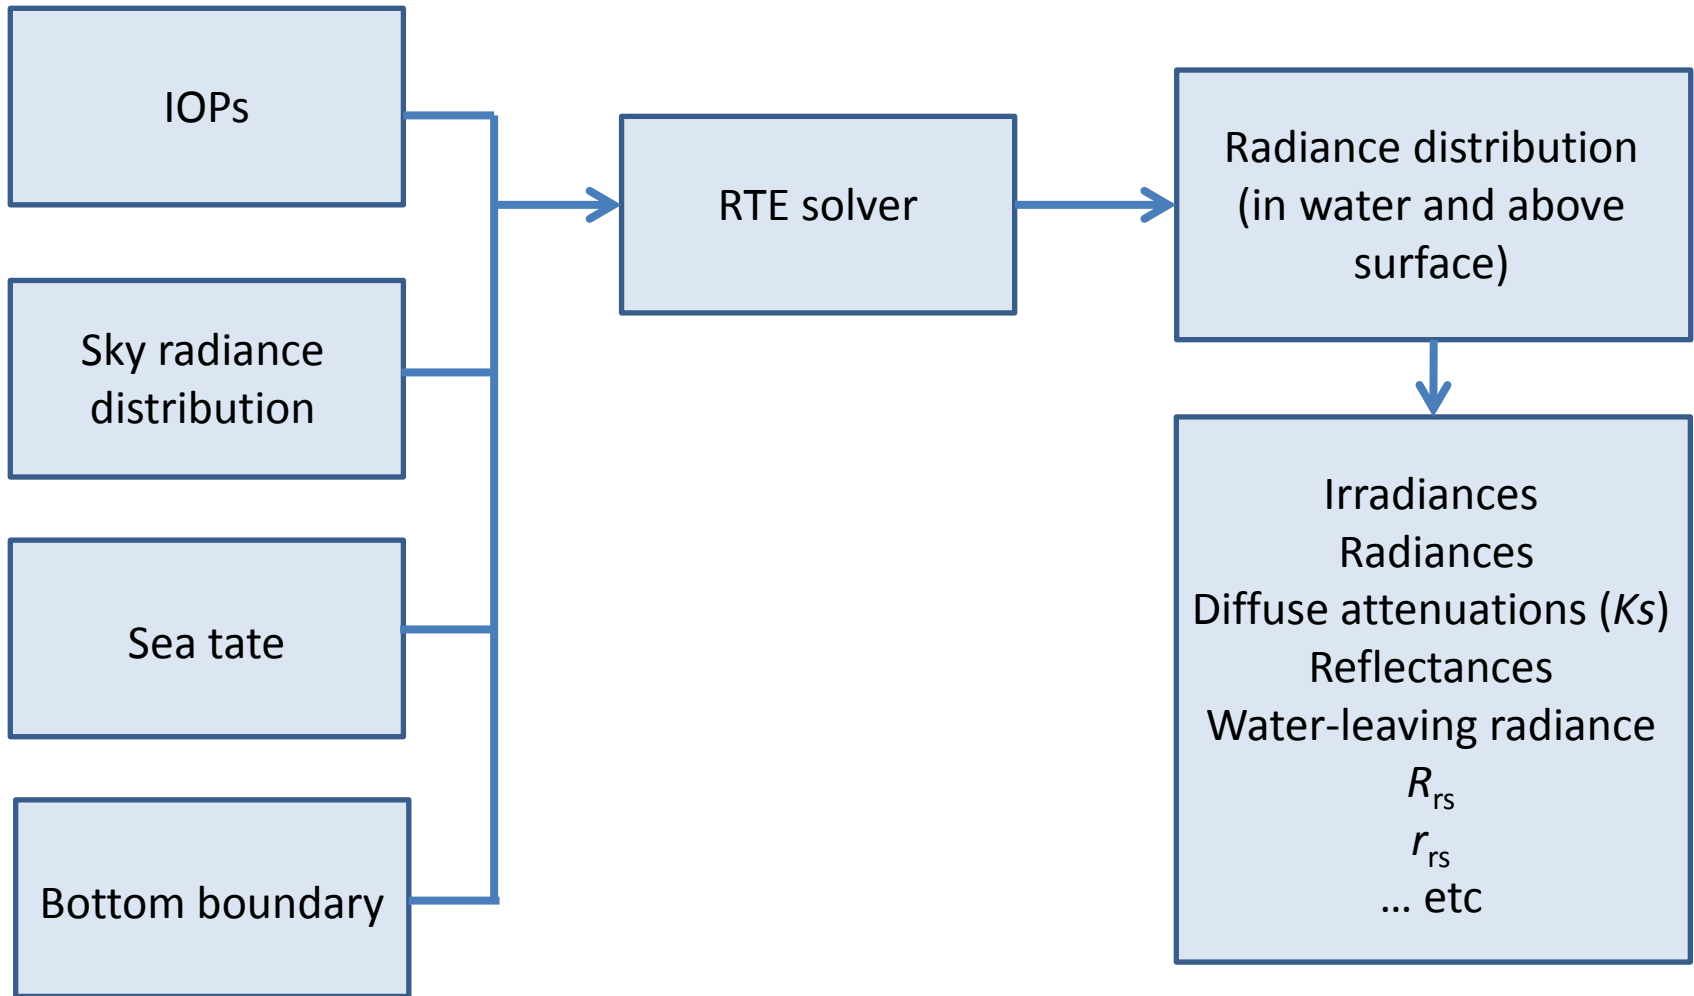 IOPs
Sky radiance
distribution
Sea tate
Bottom boundary
RTE solver
Radiance distribution
(in water and above
surface)
Irradiances
Radiances
Diffuse attenuations (Ks)
Reflectances
Water-leaving radiance
Rrs
rrs
... etc